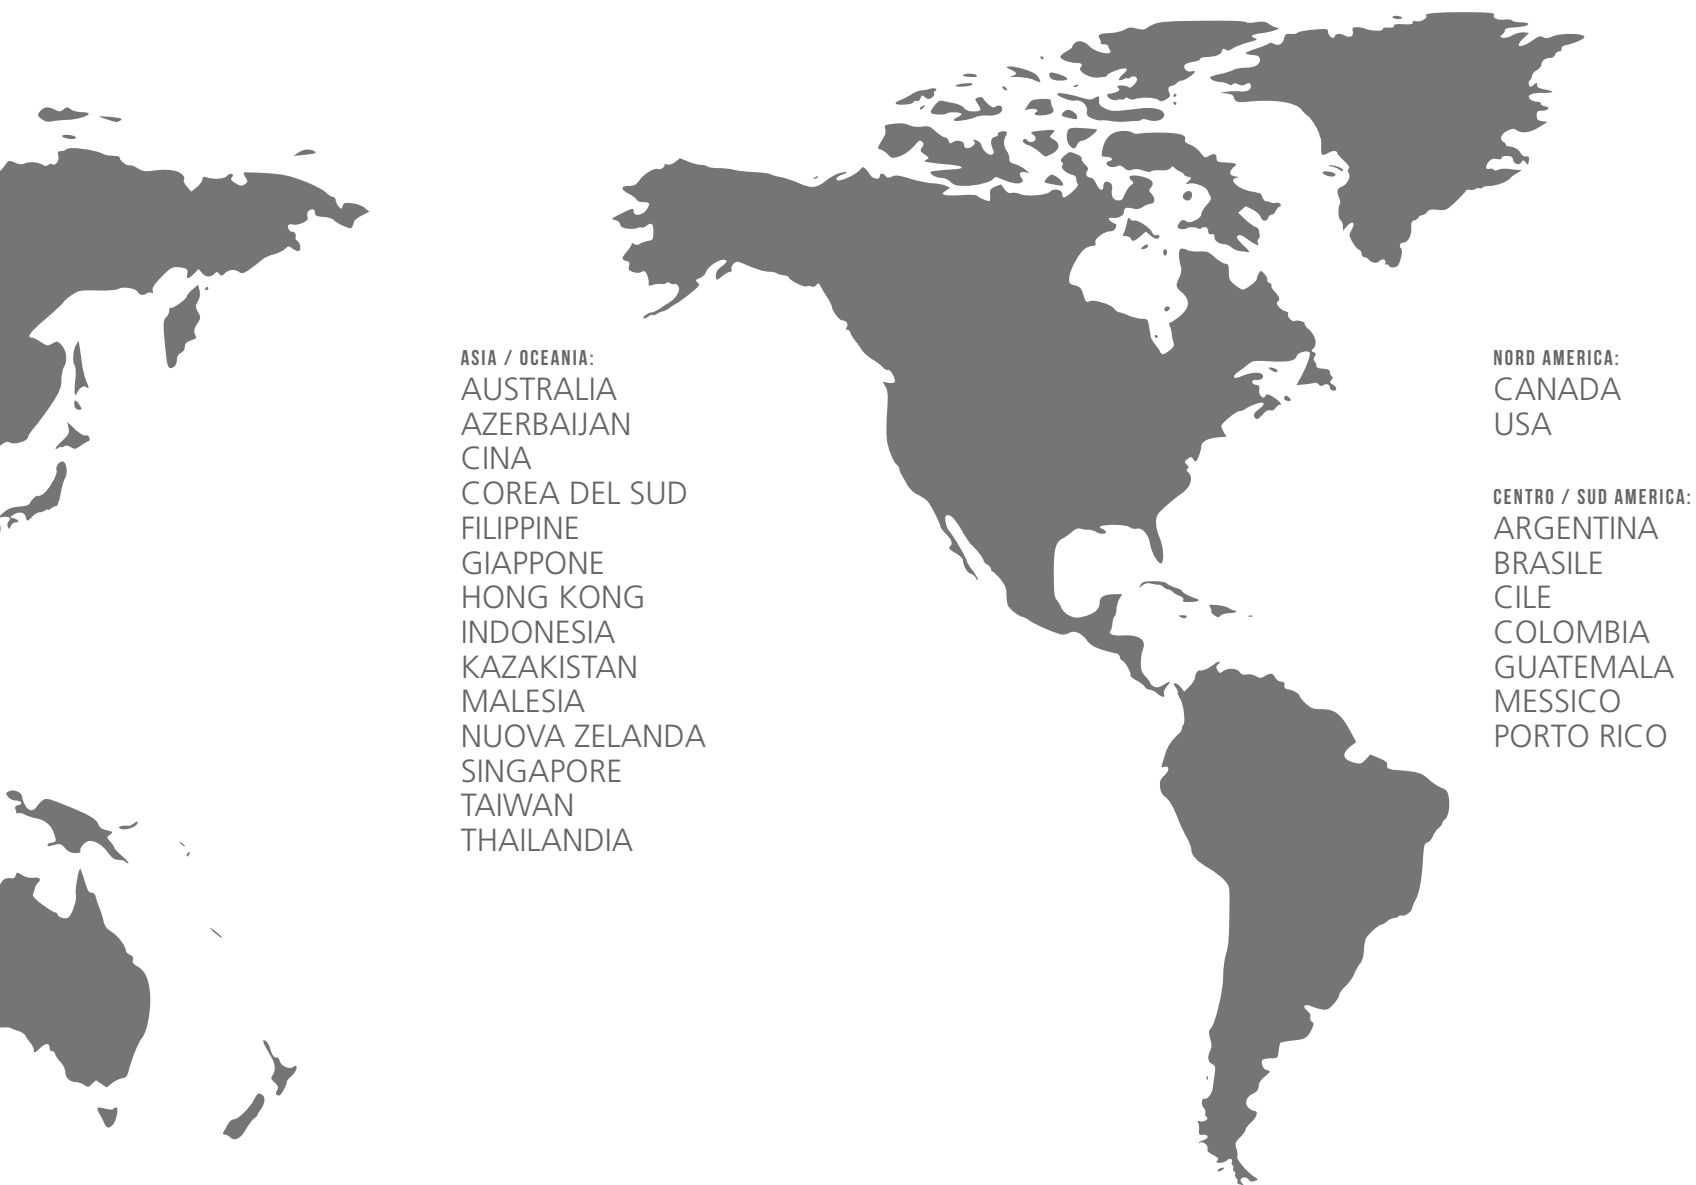 ASIA / OCEANIA:
AUSTRALIA
AZERBAIJAN
CINA
COREA DEL SUD
FILIPPINE
GIAPPONE
HONG KONG
INDONESIA
KAZAKISTAN
MALESIA
NUOVA ZELANDA
SINGAPORE
TAIWAN
THAILANDIA
NORD AMERICA:
CANADA
USA
CENTRO / SUD AMERICA:
ARGENTINA
BRASILE
CILE
COLOMBIA
GUATEMALA
MESSICO
PORTO RICO